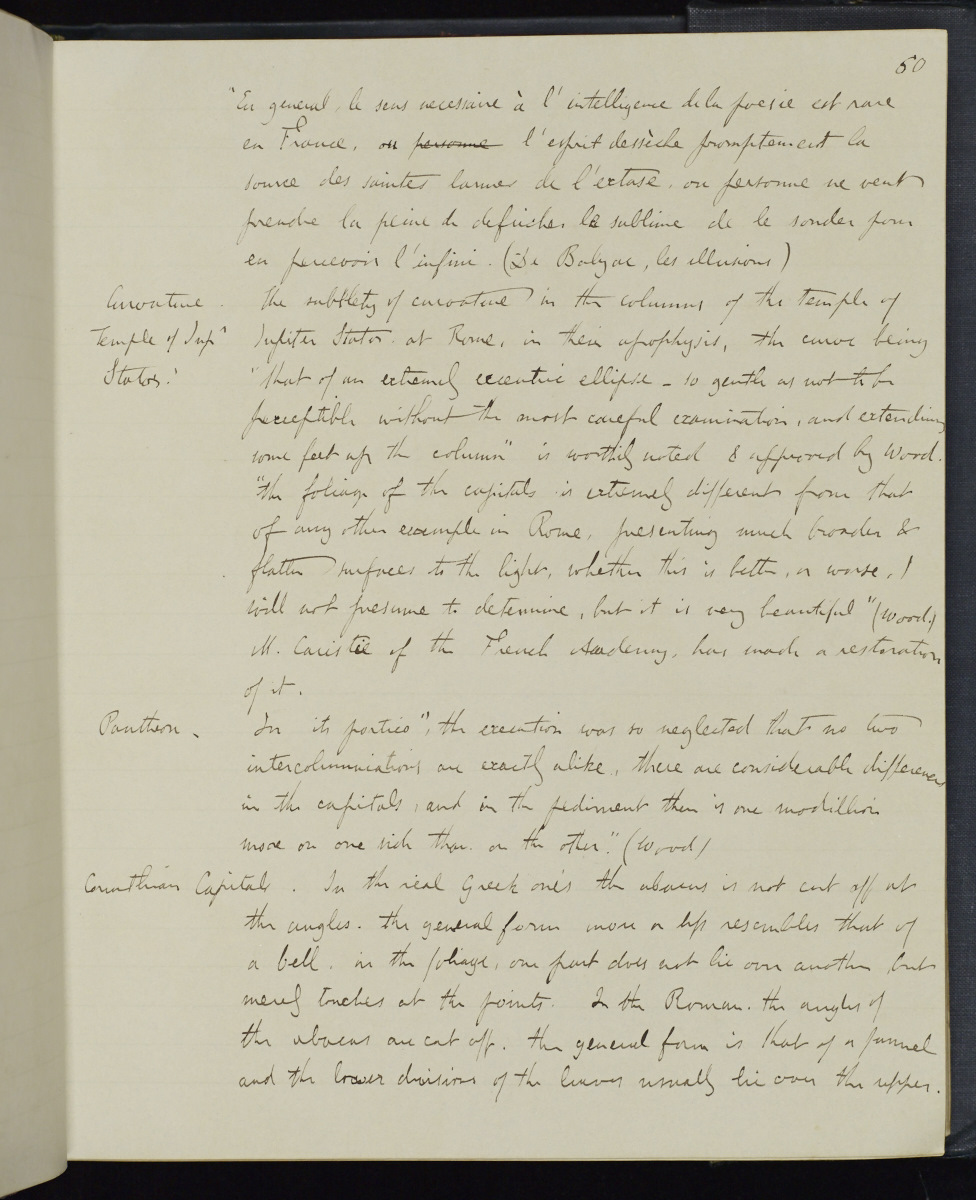 50
"En general, le sens necessaire à l'intelligence de la poesie est rare
en France, ou personne l'esprit dessèche promptement la
source des saintes larmes de l'extase, ou personne ne veut
prendre la peine de defricher le sublime de le sonder pour
en percevoir l'infini. (De Balzac, les illusions)
Curvature. The subtlety of curvature in the columns of the temple of
Temple of Jupr Jupiter Stator at Rome, in their apophysis, the curve being
Stator. "that of an extremely eccentric ellipse - so gentle as not to be
perceptible without the most careful examination, and extending
some feet up the column" is worthily noted & approved by Wood.
"the foliage of the capitals is extremely different from that
of any other example in Rome, presenting much broader &
flatter surfaces to the light, whether this is better, or worse, I
will not presume to determine, but it is very beautiful" (Wood)
M. Caristie of the French Academy, has made a restoration
of it.
Pantheon - In its portico", the execution was so neglected that no two
intercolumniations are exactly alike, there are considerable differences
in the capitals, and in the pediment there is one modillion
more on one side than on the other." (Wood)
Corinthian Capitals. In the real Greek ones the abacus is not cut off at
the angles. the general form more or less resembles that of
a bell. in the foliage, one part does not lie over another, but
merely touches at the points. In the Roman. the angles of
the abacus are cut off. the general form is that of a funnel
and the lower divisions of the leaves usually lie over the upper.